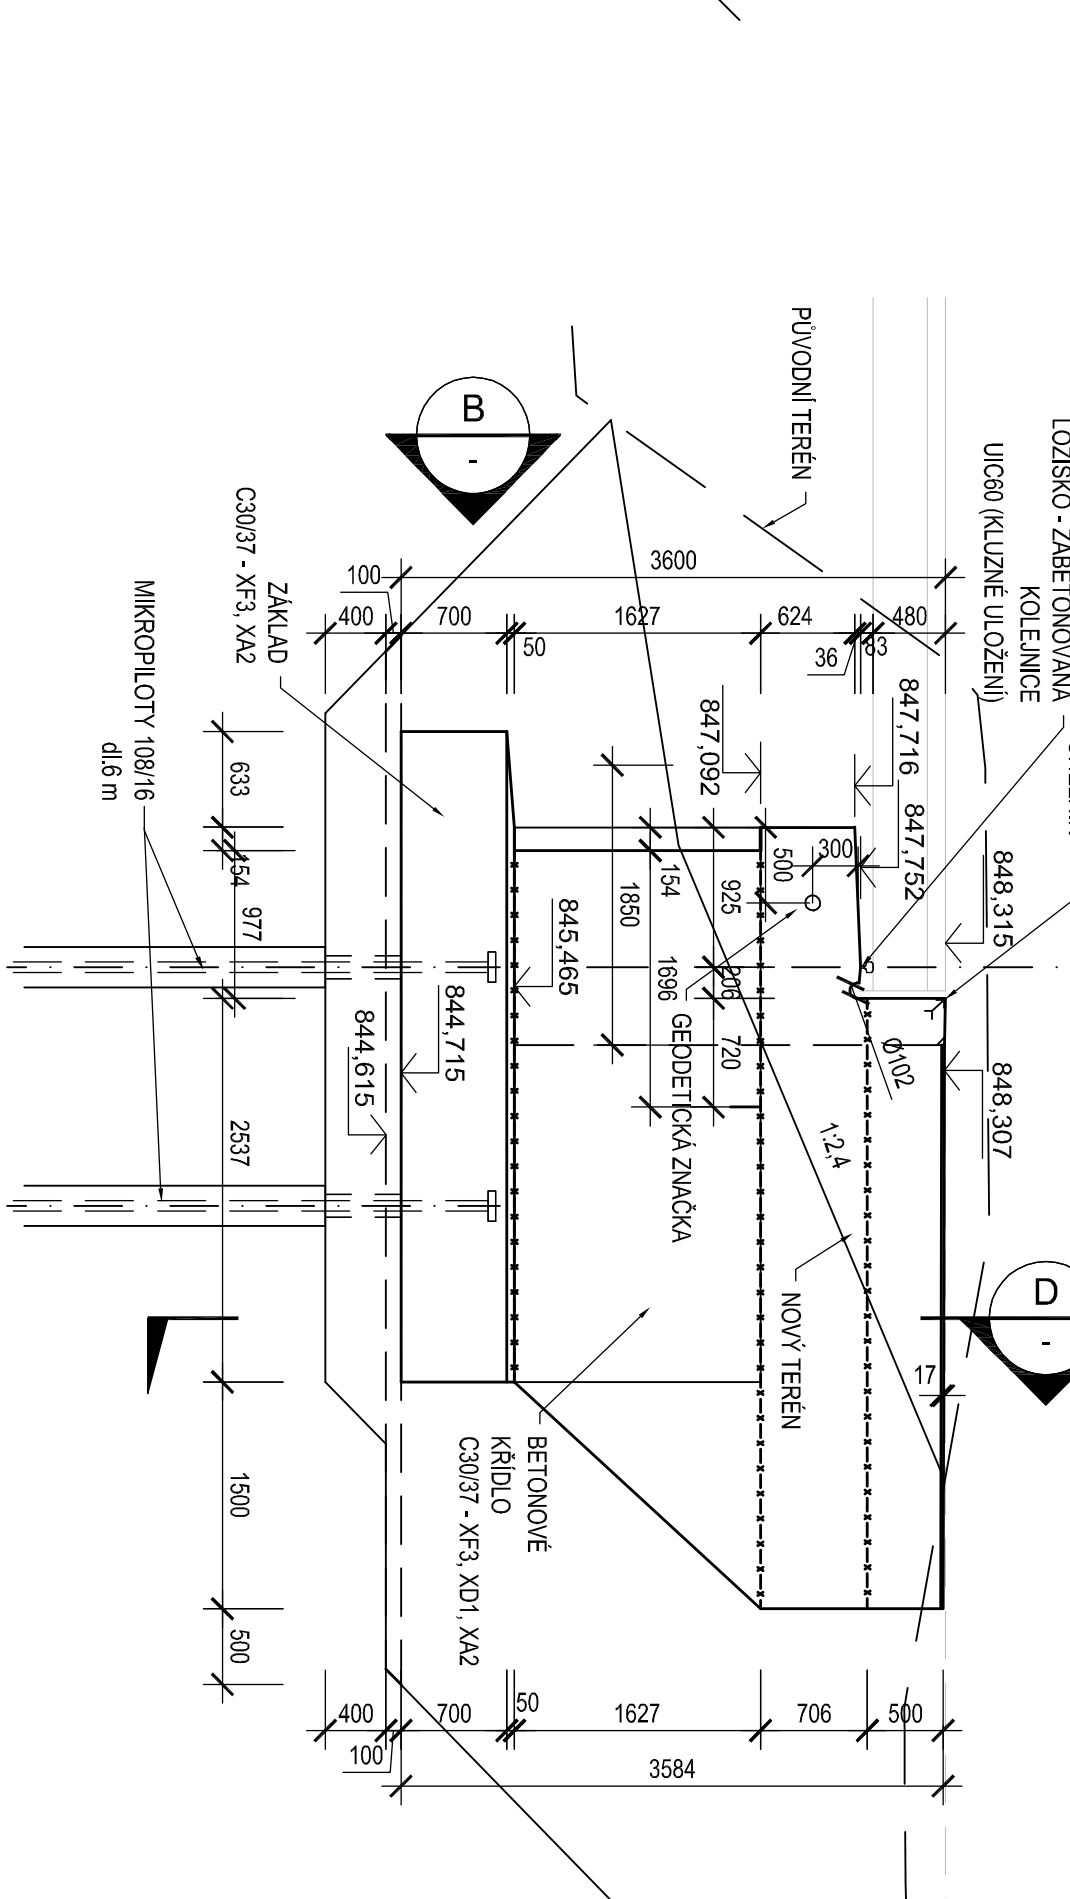 LOŽISKO - ZABETONOVANÁ
KOLEJNICE
UIC60 (KLUZNÉ ULOŽENÍ)
PŮVODNÍ TERÉN
B
-
D
-
3600
100
400
700
50
1627
624
36
83
480
847,716
847,752
847,092
848,315
848,307
ZÁKLAD
C30/37 - XF3, XA2
MIKROPILOTY 108/16
dl.6 m
633
154
977
2537
1500
500
300
500
154
925
1850
206
1696
720
845,465
844,715
844,615
GEODETICKÁ ZNAČKA
Ø102
1:2,4
NOVÝ TERÉN
17
BETONOVÉ
KŘÍDLO
C30/37 - XF3, XD1, XA2
400
100
700
50
1627
706
500
3584